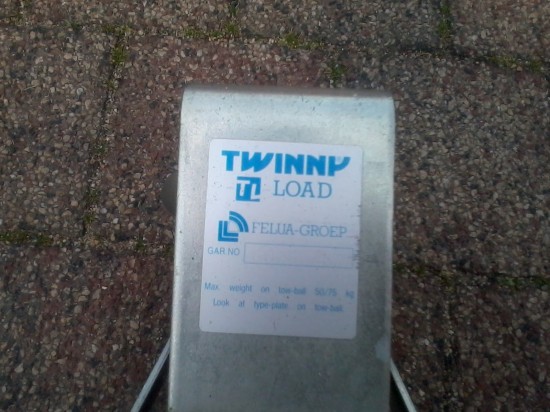 TWINNY
TL LOAD
FELUA-GROEP
GAR.NO
Max. weight on tow-ball 50/75 kg
Look at type-plate on tow-ball